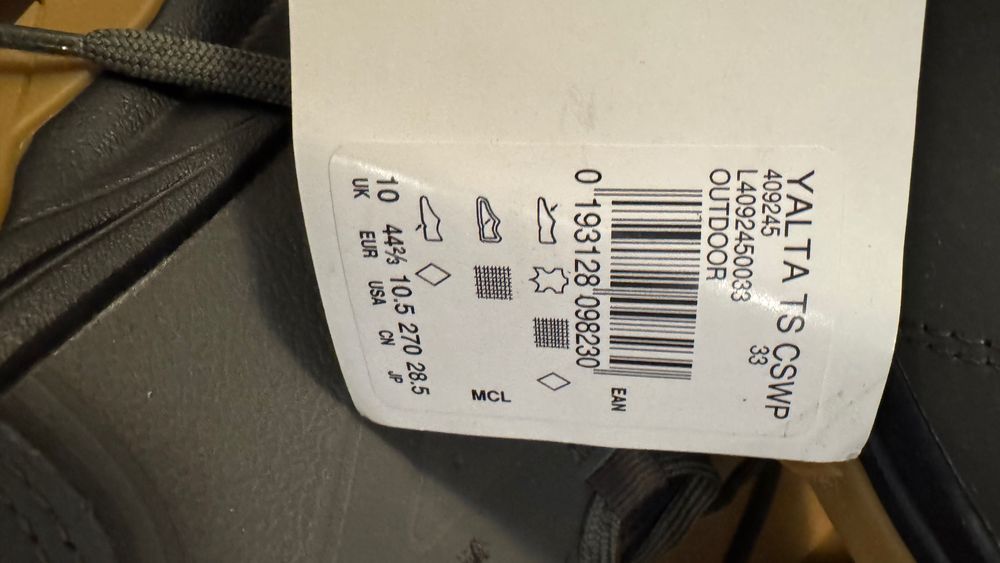 YALTA TS CSWP
409245 33
L4092450033
OUTDOOR
EAN
0 193128 098230
MCL
10 44⅔ 10.5 270 28.5
UK EUR USA CN JP